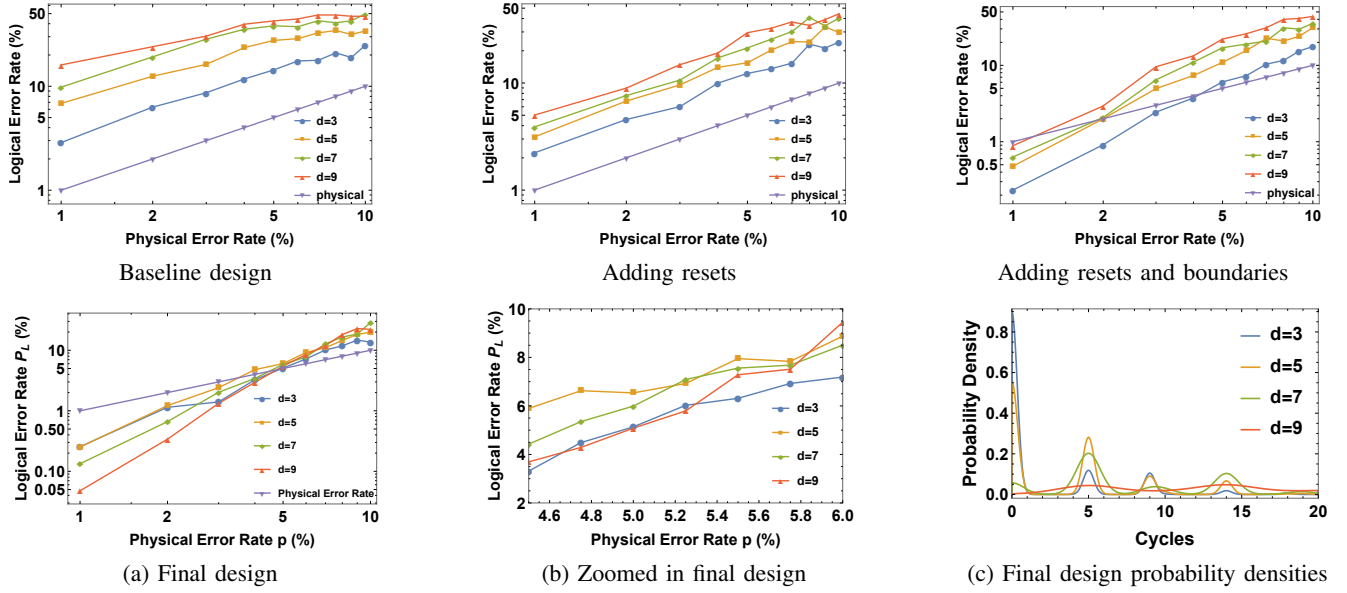 Logical Error Rate (%)
50
10
5
1
1
2
5
10
d=3
d=5
d=7
d=9
physical
Physical Error Rate (%)
Baseline design
Logical Error Rate (%)
50
10
5
1
1
2
5
10
d=3
d=5
d=7
d=9
physical
Physical Error Rate (%)
Adding resets
Logical Error Rate (%)
50
10
5
1
0.5
1
2
5
10
d=3
d=5
d=7
d=9
physical
Physical Error Rate (%)
Adding resets and boundaries
Logical Error Rate P_L (%)
10
5
1
0.50
0.10
0.05
1
2
5
10
d=3
d=5
d=7
d=9
Physical Error Rate
Physical Error Rate p (%)
(a) Final design
Logical Error Rate P_L (%)
10
8
6
4
2
4.6
4.8
5.0
5.2
5.4
5.6
5.8
6.0
d=3
d=5
d=7
d=9
Physical Error Rate p (%)
(b) Zoomed in final design
Probability Density
0.8
0.6
0.4
0.2
0.0
0
5
10
15
20
d=3
d=5
d=7
d=9
Cycles
(c) Final design probability densities